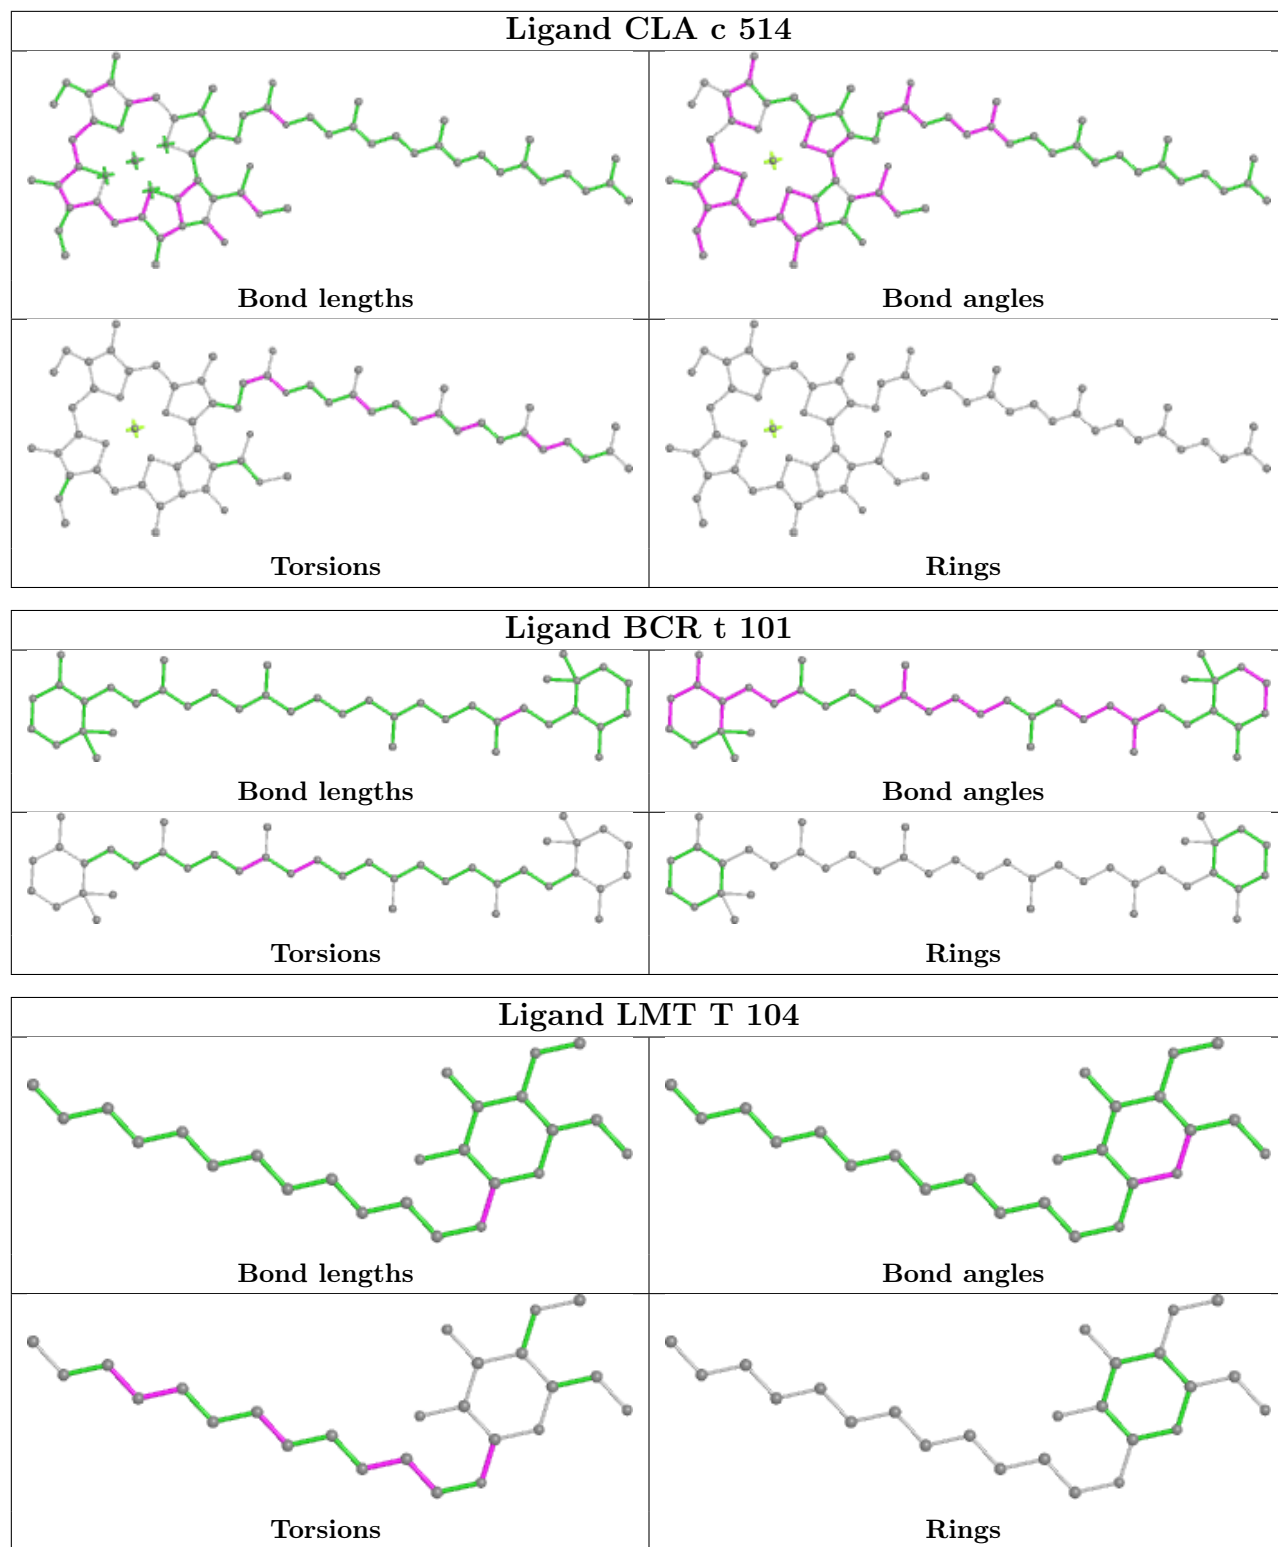 Ligand CLA c 514
Bond lengths
Bond angles
Torsions
Rings
Ligand BCR t 101
Bond lengths
Bond angles
Torsions
Rings
Ligand LMT T 104
Bond lengths
Bond angles
Torsions
Rings